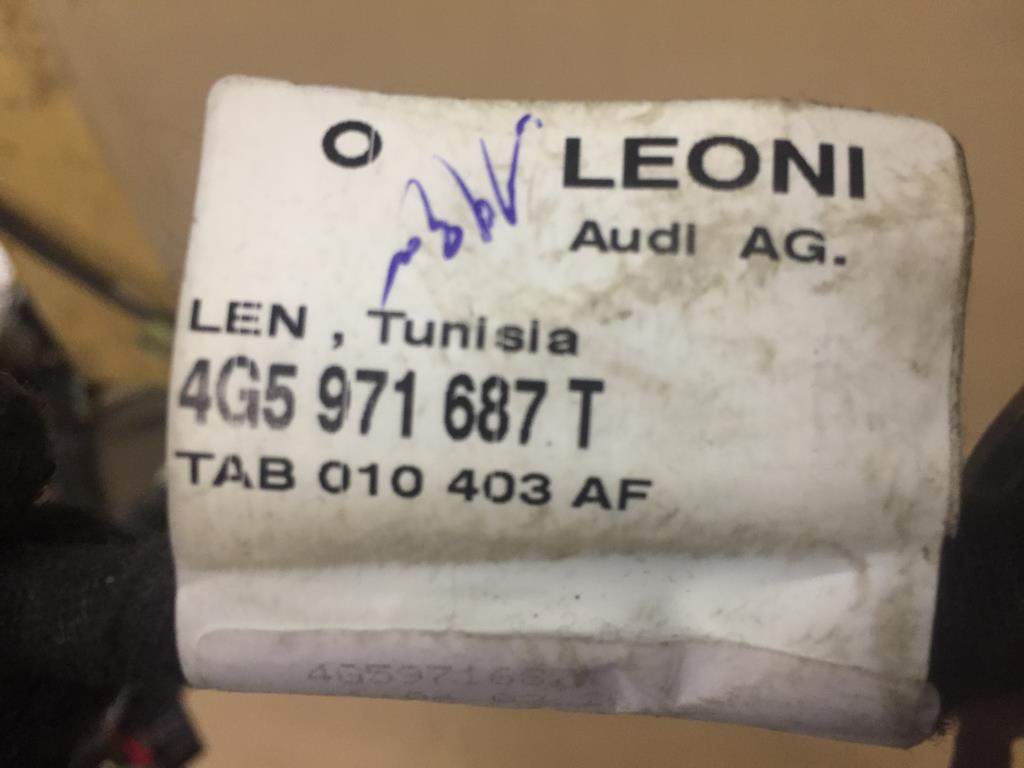 O LEONI
Audi AG.
LEN , Tunisia
4G5 971 687 T
TAB 010 403 AF